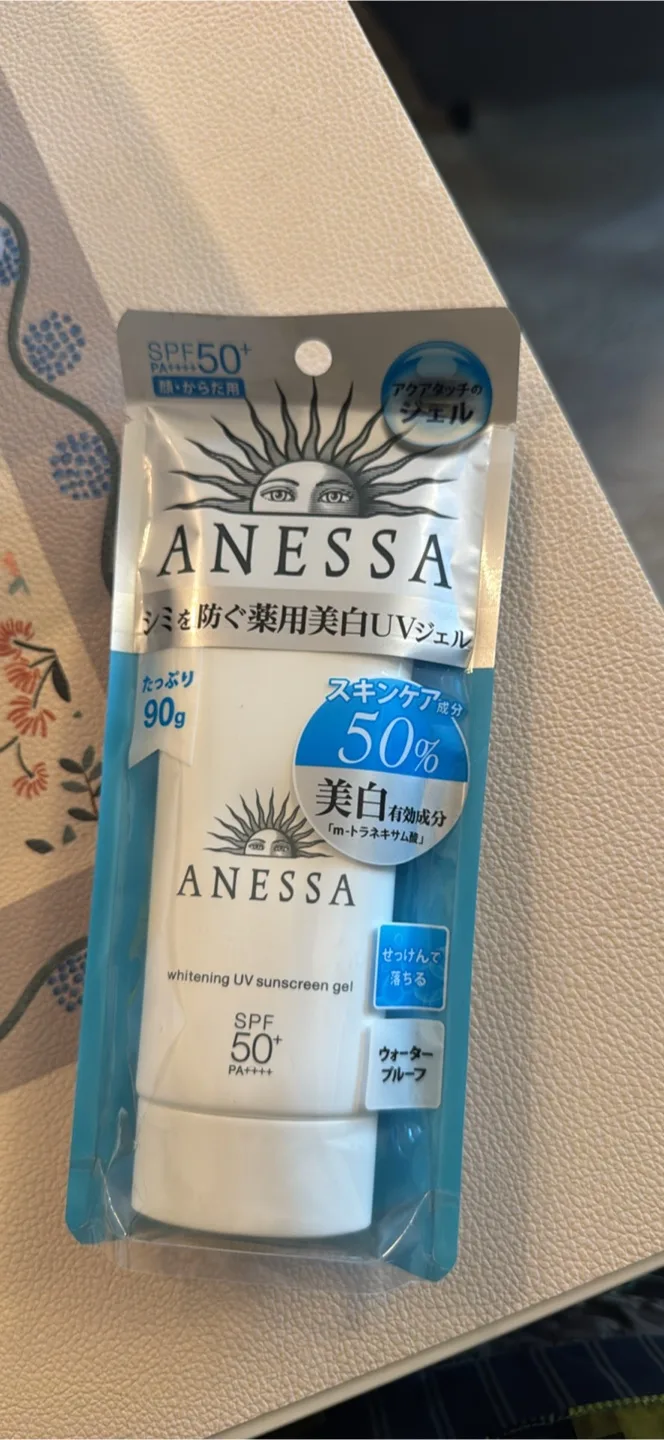 SPF50+
PA++++
顔・からだ用
アクアタッチの
ジェル
ANESSA
シミを防ぐ薬用美白UVジェル
たっぷり
90g
スキンケア成分
50%
美白有効成分
「m-トラネキサム酸」
ANESSA
whitening UV sunscreen gel
SPF
50+
PA++++
せっけんで
落ちる
ウォーター
プルーフ